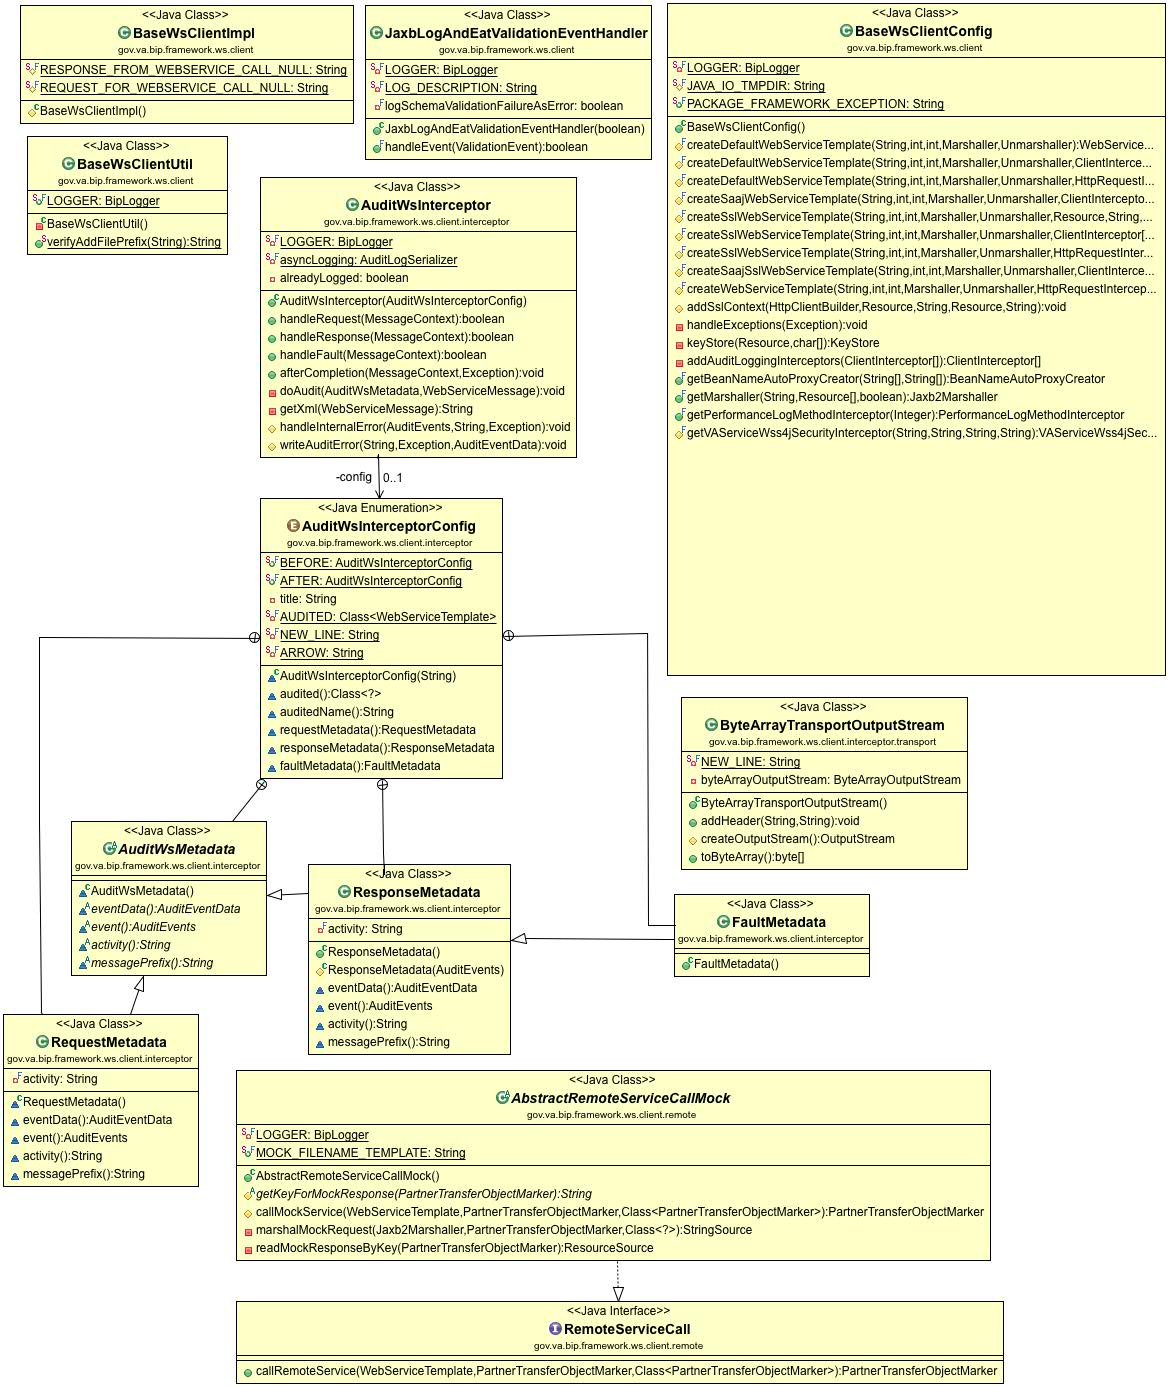 <<Java Class>>
BaseWsClientImpl
gov.va.bip.framework.ws.client
RESPONSE_FROM_WEBSERVICE_CALL_NULL: String
REQUEST_FOR_WEBSERVICE_CALL_NULL: String
BaseWsClientImpl()
<<Java Class>>
JaxbLogAndEatValidationEventHandler
gov.va.bip.framework.ws.client
LOGGER: BipLogger
LOG_DESCRIPTION: String
logSchemaValidationFailureAsError: boolean
JaxbLogAndEatValidationEventHandler(boolean)
handleEvent(ValidationEvent):boolean
<<Java Class>>
BaseWsClientConfig
gov.va.bip.framework.ws.client
LOGGER: BipLogger
JAVA_IO_TMPDIR: String
PACKAGE_FRAMEWORK_EXCEPTION: String
BaseWsClientConfig()
createDefaultWebServiceTemplate(String,int,int,Marshaller,Unmarshaller):WebService...
createDefaultWebServiceTemplate(String,int,int,Marshaller,Unmarshaller,ClientInterce...
createDefaultWebServiceTemplate(String,int,int,Marshaller,Unmarshaller,HttpRequestI...
createSaajWebServiceTemplate(String,int,int,Marshaller,Unmarshaller,ClientIntercepto...
createSslWebServiceTemplate(String,int,int,Marshaller,Unmarshaller,Resource,String,...
createSslWebServiceTemplate(String,int,int,Marshaller,Unmarshaller,ClientInterceptor[...
createSslWebServiceTemplate(String,int,int,Marshaller,Unmarshaller,HttpRequestInter...
createSaajSslWebServiceTemplate(String,int,int,Marshaller,Unmarshaller,ClientInterce...
createWebServiceTemplate(String,int,int,Marshaller,Unmarshaller,HttpRequestIntercep...
addSslContext(HttpClientBuilder,Resource,String,Resource,String):void
handleExceptions(Exception):void
keyStore(Resource,char[]):KeyStore
addAuditLoggingInterceptors(ClientInterceptor[]):ClientInterceptor[]
getBeanNameAutoProxyCreator(String[],String[]):BeanNameAutoProxyCreator
getMarshaller(String,Resource[],boolean):Jaxb2Marshaller
getPerformanceLogMethodInterceptor(Integer):PerformanceLogMethodInterceptor
getVAServiceWss4jSecurityInterceptor(String,String,String,String):VAServiceWss4jSec...
<<Java Class>>
BaseWsClientUtil
gov.va.bip.framework.ws.client
LOGGER: BipLogger
BaseWsClientUtil()
verifyAddFilePrefix(String):String
<<Java Class>>
AuditWsInterceptor
gov.va.bip.framework.ws.client.interceptor
LOGGER: BipLogger
asyncLogging: AuditLogSerializer
alreadyLogged: boolean
AuditWsInterceptor(AuditWsInterceptorConfig)
handleRequest(MessageContext):boolean
handleResponse(MessageContext):boolean
handleFault(MessageContext):boolean
afterCompletion(MessageContext,Exception):void
doAudit(AuditWsMetadata,WebServiceMessage):void
getXml(WebServiceMessage):String
handleInternalError(AuditEvents,String,Exception):void
writeAuditError(String,Exception,AuditEventData):void
-config 0..1
<<Java Enumeration>>
AuditWsInterceptorConfig
gov.va.bip.framework.ws.client.interceptor
BEFORE: AuditWsInterceptorConfig
AFTER: AuditWsInterceptorConfig
title: String
AUDITED: Class<WebServiceTemplate>
NEW_LINE: String
ARROW: String
AuditWsInterceptorConfig(String)
audited():Class<?>
auditedName():String
requestMetadata():RequestMetadata
responseMetadata():ResponseMetadata
faultMetadata():FaultMetadata
<<Java Class>>
ByteArrayTransportOutputStream
gov.va.bip.framework.ws.client.interceptor.transport
NEW_LINE: String
byteArrayOutputStream: ByteArrayOutputStream
ByteArrayTransportOutputStream()
addHeader(String,String):void
createOutputStream():OutputStream
toByteArray():byte[]
<<Java Class>>
AuditWsMetadata
gov.va.bip.framework.ws.client.interceptor
AuditWsMetadata()
eventData():AuditEventData
event():AuditEvents
activity():String
messagePrefix():String
<<Java Class>>
ResponseMetadata
gov.va.bip.framework.ws.client.interceptor
activity: String
ResponseMetadata()
ResponseMetadata(AuditEvents)
eventData():AuditEventData
event():AuditEvents
activity():String
messagePrefix():String
<<Java Class>>
FaultMetadata
gov.va.bip.framework.ws.client.interceptor
FaultMetadata()
<<Java Class>>
RequestMetadata
gov.va.bip.framework.ws.client.interceptor
activity: String
RequestMetadata()
eventData():AuditEventData
event():AuditEvents
activity():String
messagePrefix():String
<<Java Class>>
AbstractRemoteServiceCallMock
gov.va.bip.framework.ws.client.remote
LOGGER: BipLogger
MOCK_FILENAME_TEMPLATE: String
AbstractRemoteServiceCallMock()
getKeyForMockResponse(PartnerTransferObjectMarker):String
callMockService(WebServiceTemplate,PartnerTransferObjectMarker,Class<PartnerTransferObjectMarker>):PartnerTransferObjectMarker
marshalMockRequest(Jaxb2Marshaller,PartnerTransferObjectMarker,Class<?>):StringSource
readMockResponseByKey(PartnerTransferObjectMarker):ResourceSource
<<Java Interface>>
RemoteServiceCall
gov.va.bip.framework.ws.client.remote
callRemoteService(WebServiceTemplate,PartnerTransferObjectMarker,Class<PartnerTransferObjectMarker>):PartnerTransferObjectMarker